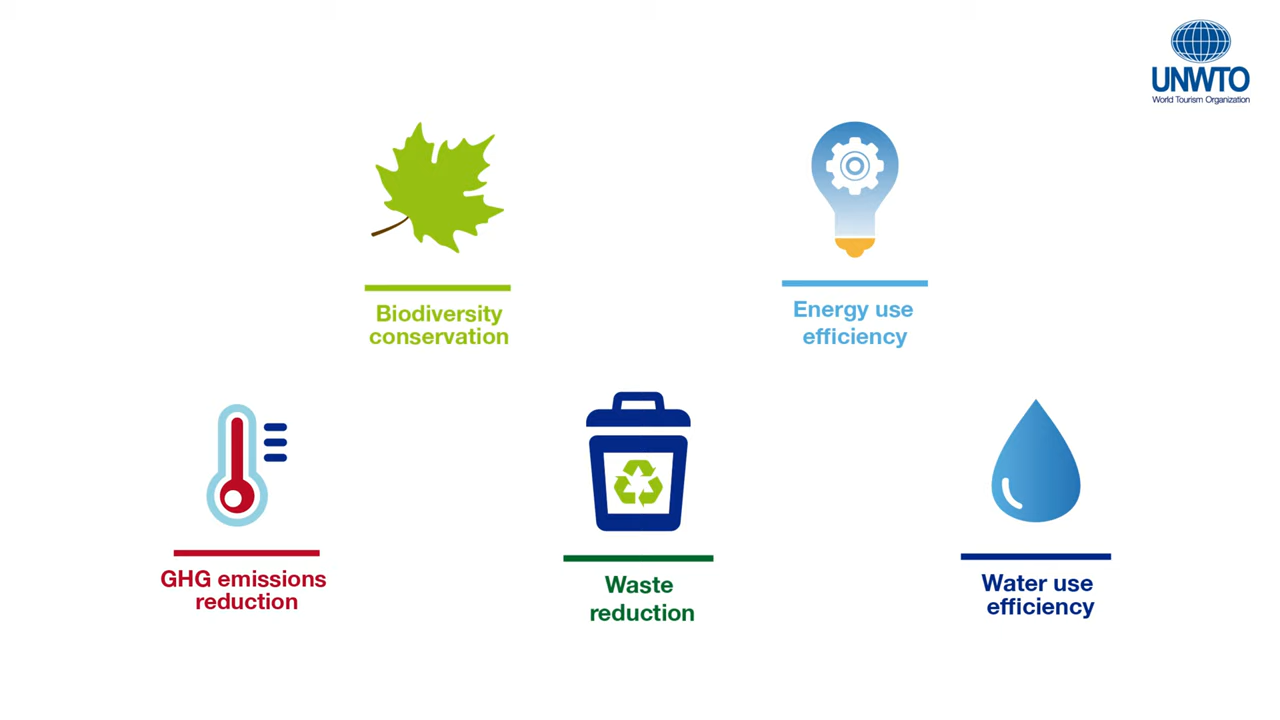 UNWTO
World Tourism Organization
Biodiversity
conservation
Energy use
efficiency
GHG emissions
reduction
Waste
reduction
Water use
efficiency